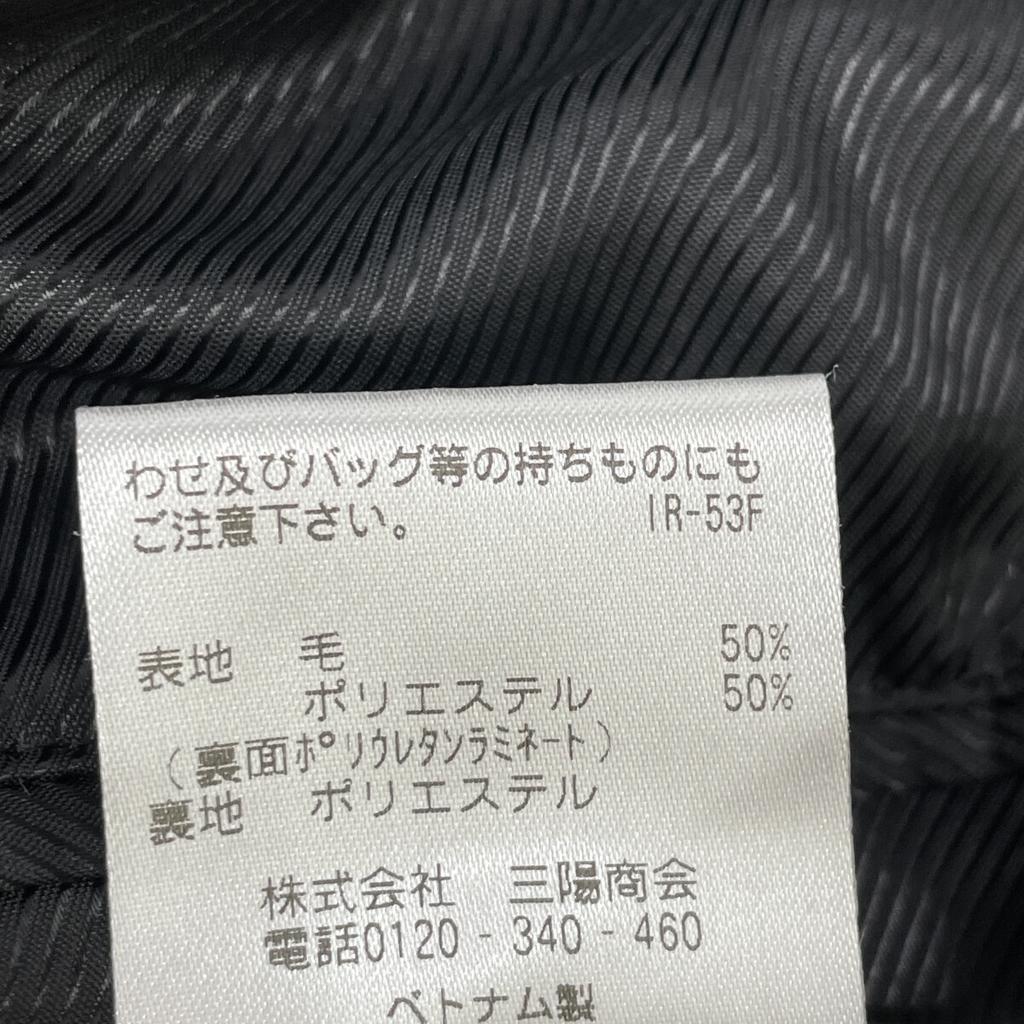 わせ及びバッグ等の持ちものにも
ご注意下さい。 IR-53F
表地 毛 50%
ポリエステル 50%
(裏面ポリウレタンラミネート)
裏地 ポリエステル
株式会社 三陽商会
電話0120-340-460
ベトナム製